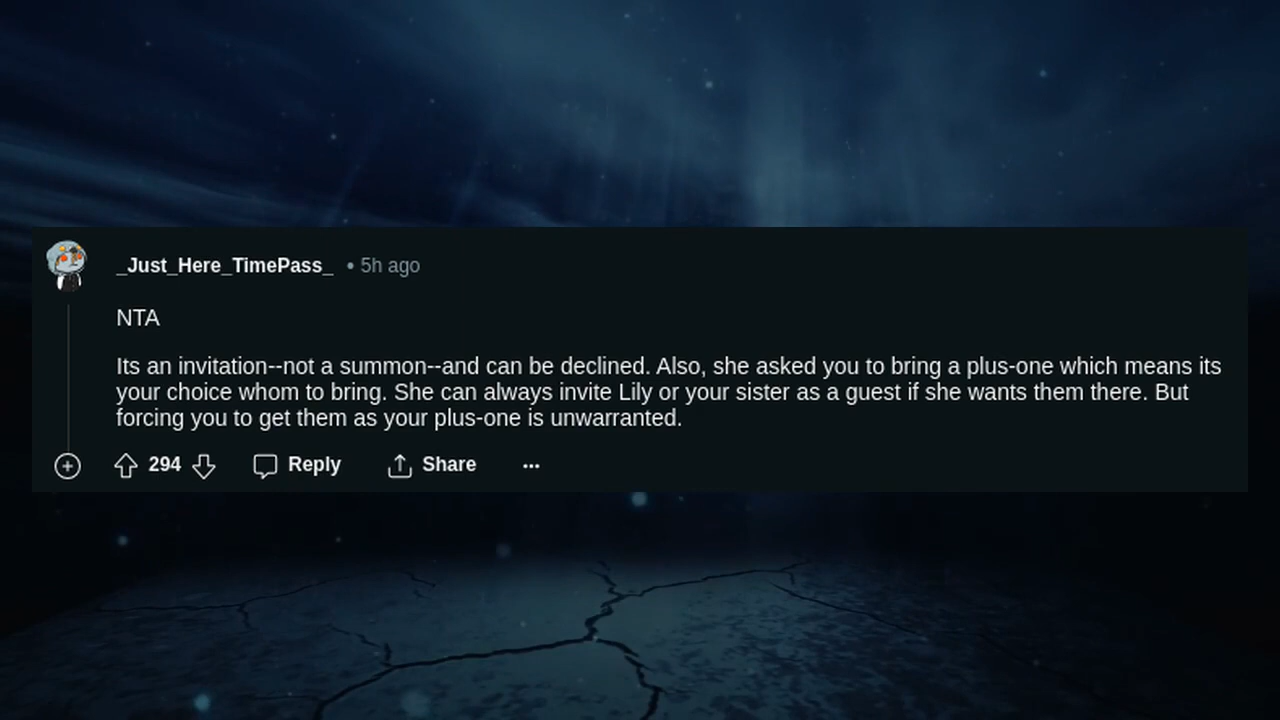 _Just_Here_TimePass_ • 5h ago
NTA
Its an invitation--not a summon--and can be declined. Also, she asked you to bring a plus-one which means its
your choice whom to bring. She can always invite Lily or your sister as a guest if she wants them there. But
forcing you to get them as your plus-one is unwarranted.
294 Reply Share ...